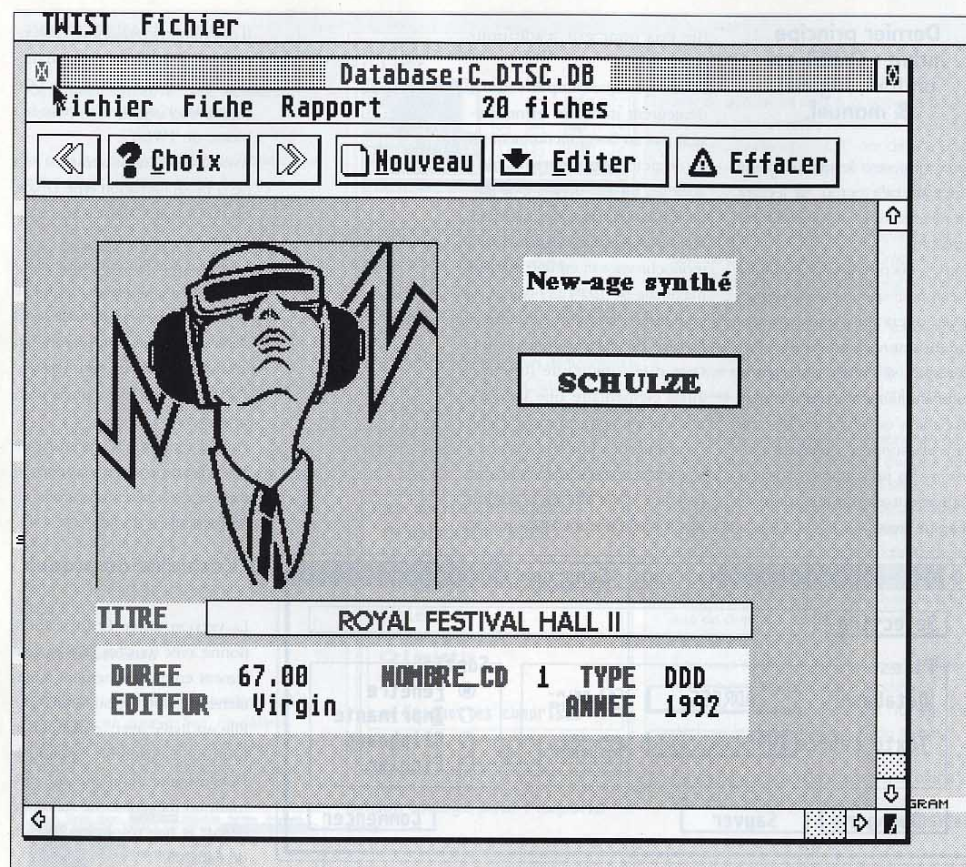 TWIST Fichier
Database:C_DISC.DB
Fichier Fiche Rapport 20 fiches
? Choix Nouveau Editer Effacer
New-age synthé
SCHULZE
TITRE ROYAL FESTIVAL HALL II
DUREE 67.00 NOMBRE_CD 1 TYPE DDD
EDITEUR Virgin ANNEE 1992
GRAM